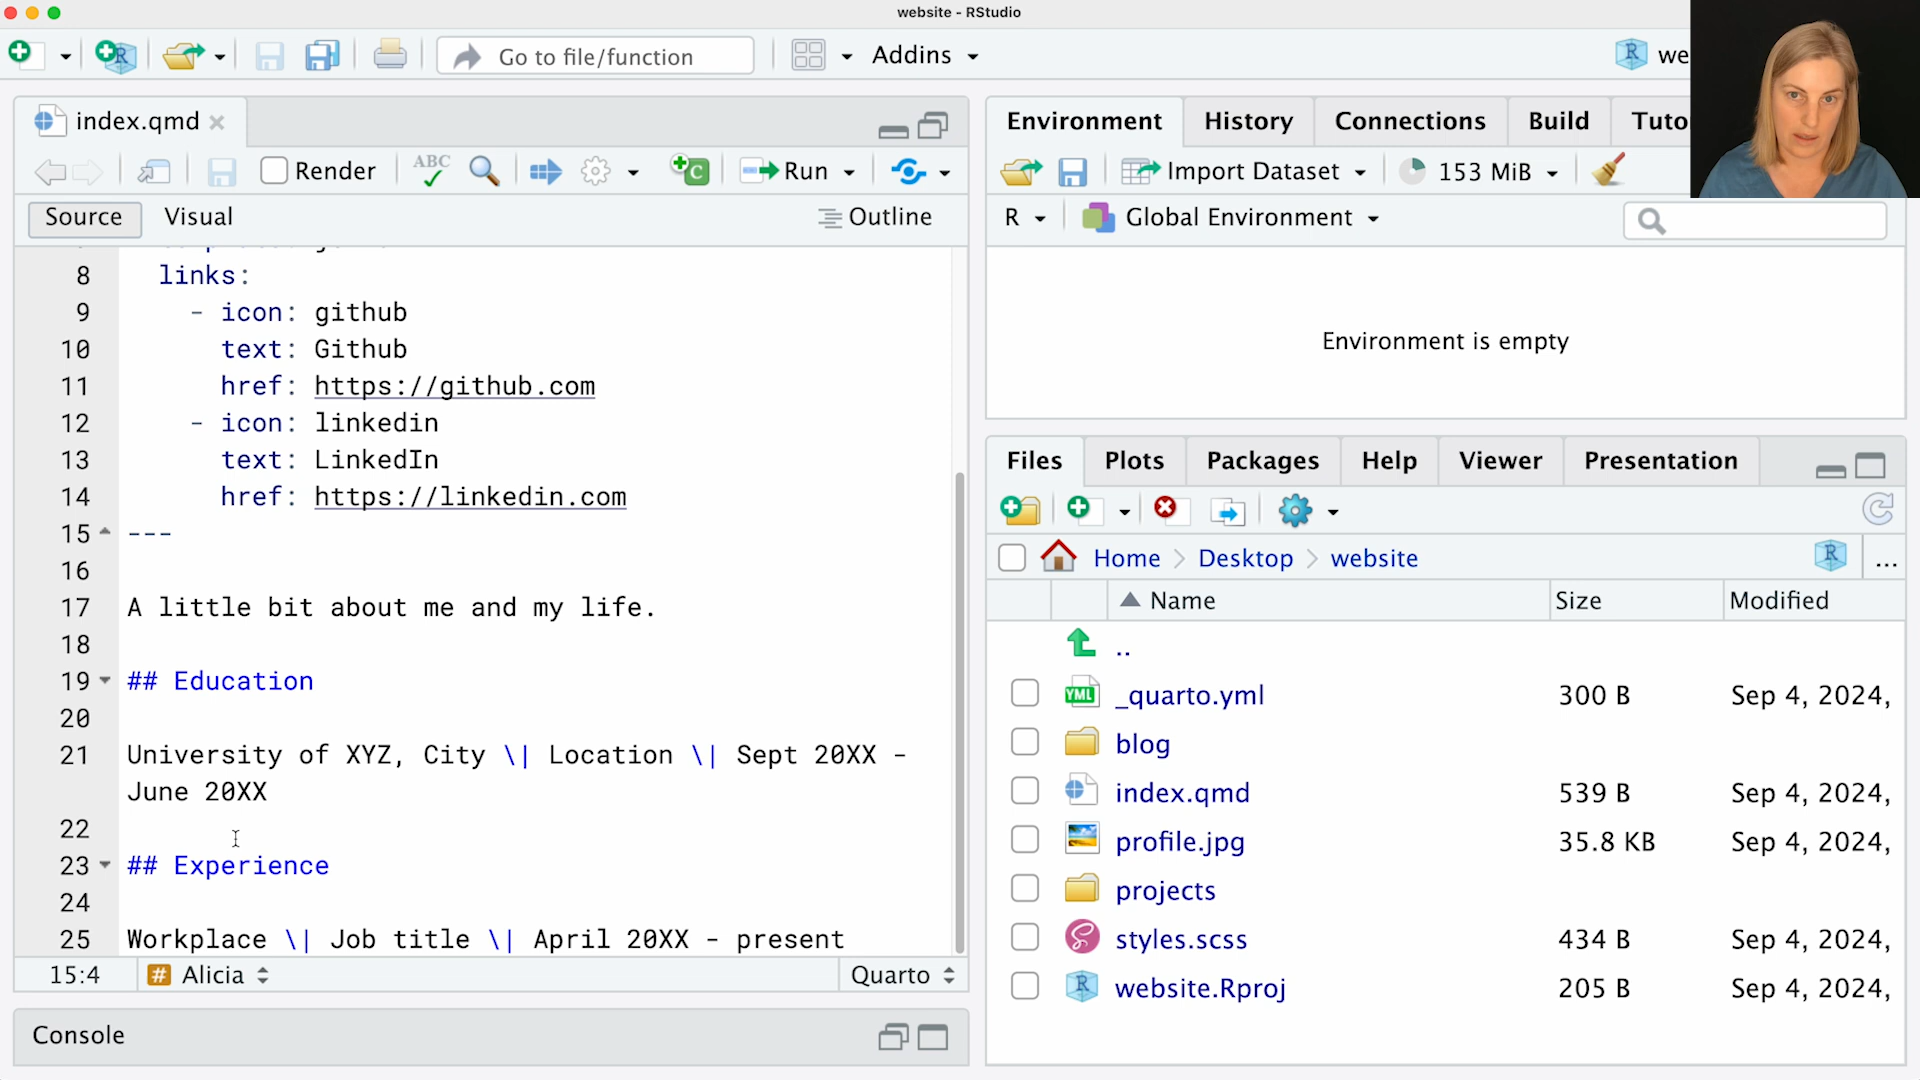 website - RStudio
Go to file/function
Addins
we
index.qmd
Render
ABC
Run
Source
Visual
Outline
8 links:
9 - icon: github
10 text: Github
11 href: https://github.com
12 - icon: linkedin
13 text: LinkedIn
14 href: https://linkedin.com
15 ---
16
17 A little bit about me and my life.
18
19 ## Education
20
21 University of XYZ, City \| Location \| Sept 20XX -
June 20XX
22
23 ## Experience
24
25 Workplace \| Job title \| April 20XX - present
15:4
# Alicia
Quarto
Console
Environment
History
Connections
Build
Tuto
Import Dataset
153 MiB
R
Global Environment
Environment is empty
Files
Plots
Packages
Help
Viewer
Presentation
Home
Desktop
website
...
Name
Size
Modified
..
YML _quarto.yml 300 B Sep 4, 2024,
blog
index.qmd 539 B Sep 4, 2024,
profile.jpg 35.8 KB Sep 4, 2024,
projects
styles.scss 434 B Sep 4, 2024,
website.Rproj 205 B Sep 4, 2024,